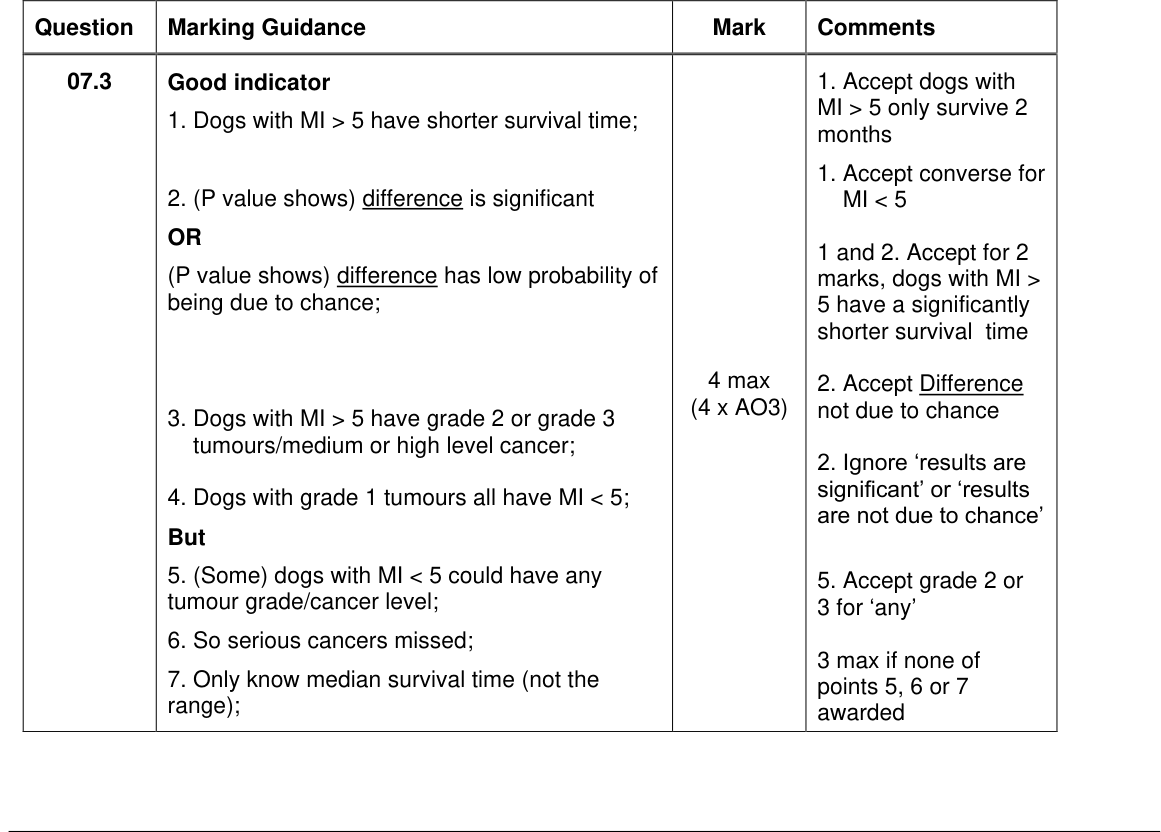 Question Marking Guidance Mark Comments
07.3
Good indicator
1. Dogs with MI > 5 have shorter survival time;
2. (P value shows) difference is significant
OR
(P value shows) difference has low probability of
being due to chance;
3. Dogs with MI > 5 have grade 2 or grade 3
tumours/medium or high level cancer;
4. Dogs with grade 1 tumours all have MI < 5;
But
5. (Some) dogs with MI < 5 could have any
tumour grade/cancer level;
6. So serious cancers missed;
7. Only know median survival time (not the
range);
4 max
(4 x AO3)
1. Accept dogs with
MI > 5 only survive 2
months
1. Accept converse for
MI < 5
1 and 2. Accept for 2
marks, dogs with MI >
5 have a significantly
shorter survival time
2. Accept Difference
not due to chance
2. Ignore ‘results are
significant’ or ‘results
are not due to chance’
5. Accept grade 2 or
3 for ‘any’
3 max if none of
points 5, 6 or 7
awarded